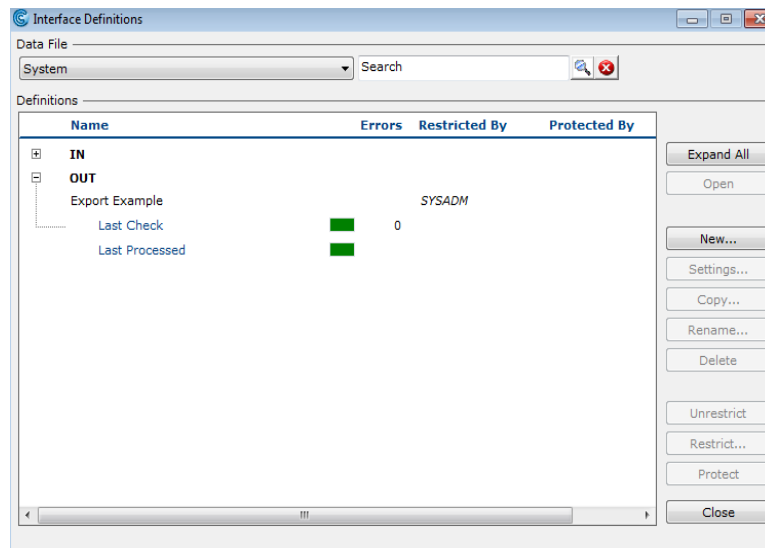 Interface Definitions
Data File
System
Search
Definitions
Name Errors Restricted By Protected By
IN
OUT
Export Example SYSADM
Last Check 0
Last Processed
Expand All
Open
New...
Settings...
Copy...
Rename...
Delete
Unrestrict
Restrict...
Protect
Close